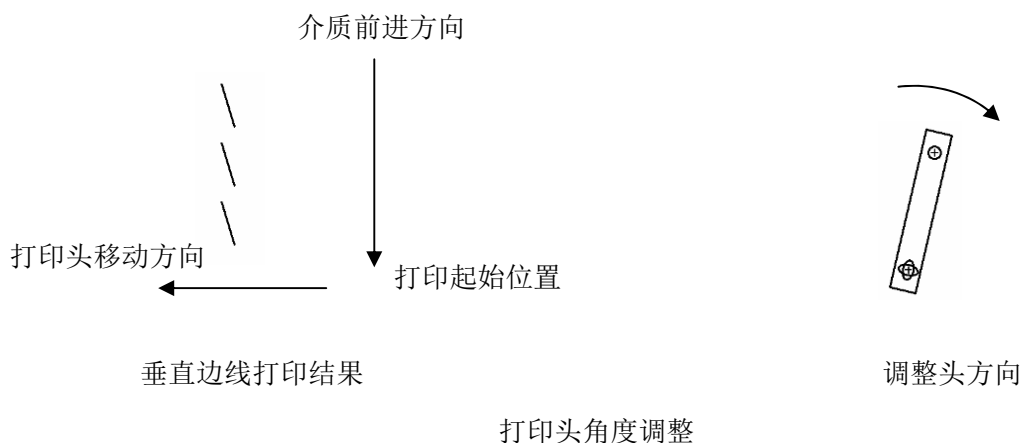 介质前进方向
打印头移动方向
打印起始位置
垂直边线打印结果
调整头方向
打印头角度调整